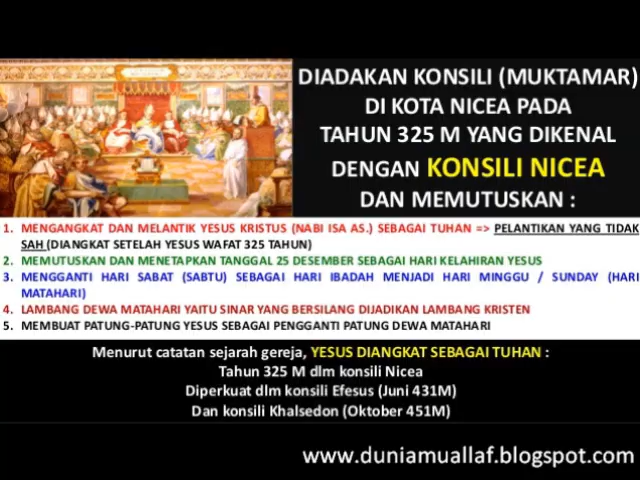 DIADAKAN KONSILI (MUKTAMAR)
DI KOTA NICEA PADA
TAHUN 325 M YANG DIKENAL
DENGAN KONSILI NICEA
DAN MEMUTUSKAN :
1. MENGANGKAT DAN MELANTIK YESUS KRISTUS (NABI ISA AS.) SEBAGAI TUHAN => PELANTIKAN YANG TIDAK
SAH (DIANGKAT SETELAH YESUS WAFAT 325 TAHUN)
2. MEMUTUSKAN DAN MENETAPKAN TANGGAL 25 DESEMBER SEBAGAI HARI KELAHIRAN YESUS
3. MENGGANTI HARI SABAT (SABTU) SEBAGAI HARI IBADAH MENJADI HARI MINGGU / SUNDAY (HARI
MATAHARI)
4. LAMBANG DEWA MATAHARI YAITU SINAR YANG BERSILANG DIJADIKAN LAMBANG KRISTEN
5. MEMBUAT PATUNG-PATUNG YESUS SEBAGAI PENGGANTI PATUNG DEWA MATAHARI
Menurut catatan sejarah gereja, YESUS DIANGKAT SEBAGAI TUHAN :
Tahun 325 M dlm konsili Nicea
Diperkuat dlm konsili Efesus (Juni 431M)
Dan konsili Khalsedon (Oktober 451M)
www.duniamuallaf.blogspot.com